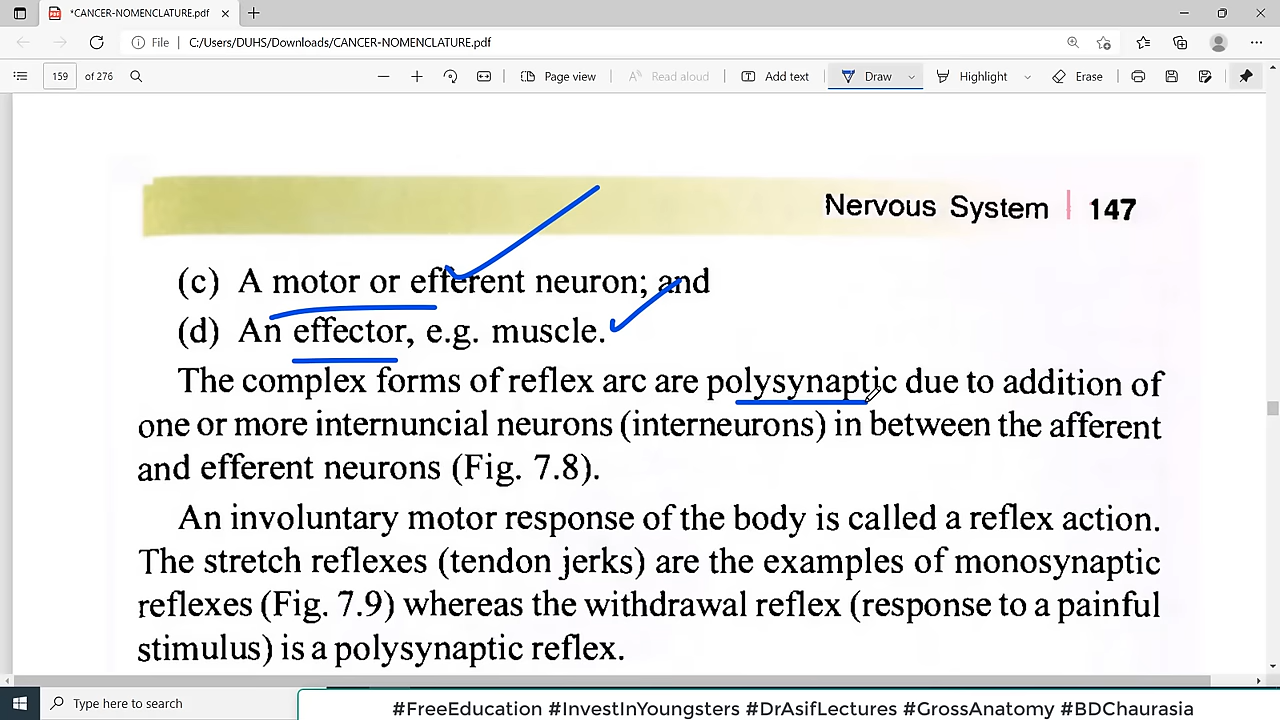 *CANCER-NOMENCLATURE.pdf
File C:/Users/DUHS/Downloads/CANCER-NOMENCLATURE.pdf
159 of 276 Page view Read aloud Add text Draw Highlight Erase
Nervous System 147
(c) A motor or efferent neuron; and
(d) An effector, e.g. muscle.
The complex forms of reflex arc are polysynaptic due to addition of
one or more internuncial neurons (interneurons) in between the afferent
and efferent neurons (Fig. 7.8).
An involuntary motor response of the body is called a reflex action.
The stretch reflexes (tendon jerks) are the examples of monosynaptic
reflexes (Fig. 7.9) whereas the withdrawal reflex (response to a painful
stimulus) is a polysynaptic reflex.
Type here to search
#FreeEducation #InvestInYoungsters #DrAsifLectures #GrossAnatomy #BDChaurasia